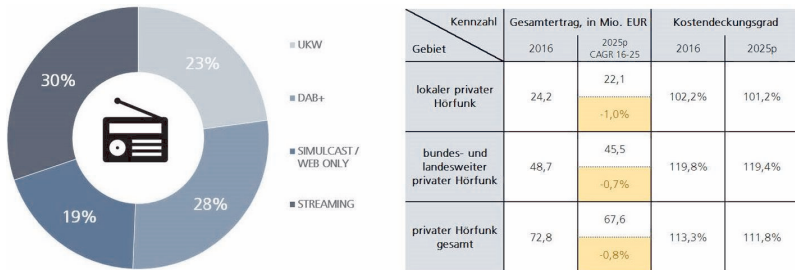 23%
28%
19%
30%
UKW
DAB+
SIMULCAST /
WEB ONLY
STREAMING
Kennzahl
Gebiet
Gesamtertrag, in Mio. EUR
Kostendeckungsgrad
2016
2025p
CAGR 16-25
2016
2025p
lokaler privater
Hörfunk
24,2
22,1
-1,0%
102,2%
101,2%
bundes- und
landesweiter
privater Hörfunk
48,7
45,5
-0,7%
119,8%
119,4%
privater Hörfunk
gesamt
72,8
67,6
-0,8%
113,3%
111,8%